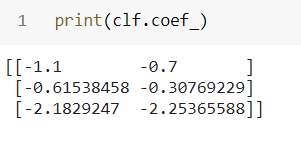 1 print(clf.coef_)
[[-1.1 -0.7 ]
[-0.61538458 -0.30769229]
[-2.1829247 -2.25365588]]